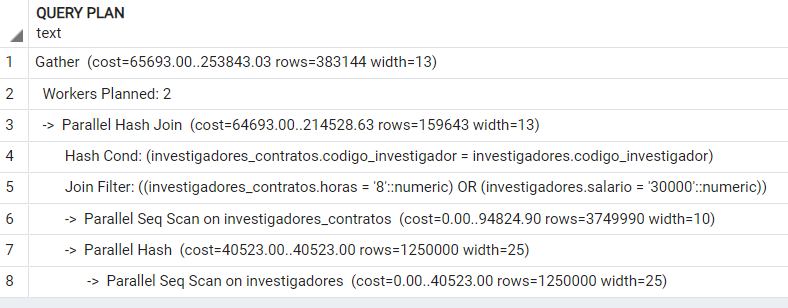 QUERY PLAN
text
1 Gather (cost=65693.00..253843.03 rows=383144 width=13)
2 Workers Planned: 2
3 -> Parallel Hash Join (cost=64693.00..214528.63 rows=159643 width=13)
4 Hash Cond: (investigadores_contratos.codigo_investigador = investigadores.codigo_investigador)
5 Join Filter: ((investigadores_contratos.horas = '8'::numeric) OR (investigadores.salario = '30000'::numeric))
6 -> Parallel Seq Scan on investigadores_contratos (cost=0.00..94824.90 rows=3749990 width=10)
7 -> Parallel Hash (cost=40523.00..40523.00 rows=1250000 width=25)
8 -> Parallel Seq Scan on investigadores (cost=0.00..40523.00 rows=1250000 width=25)